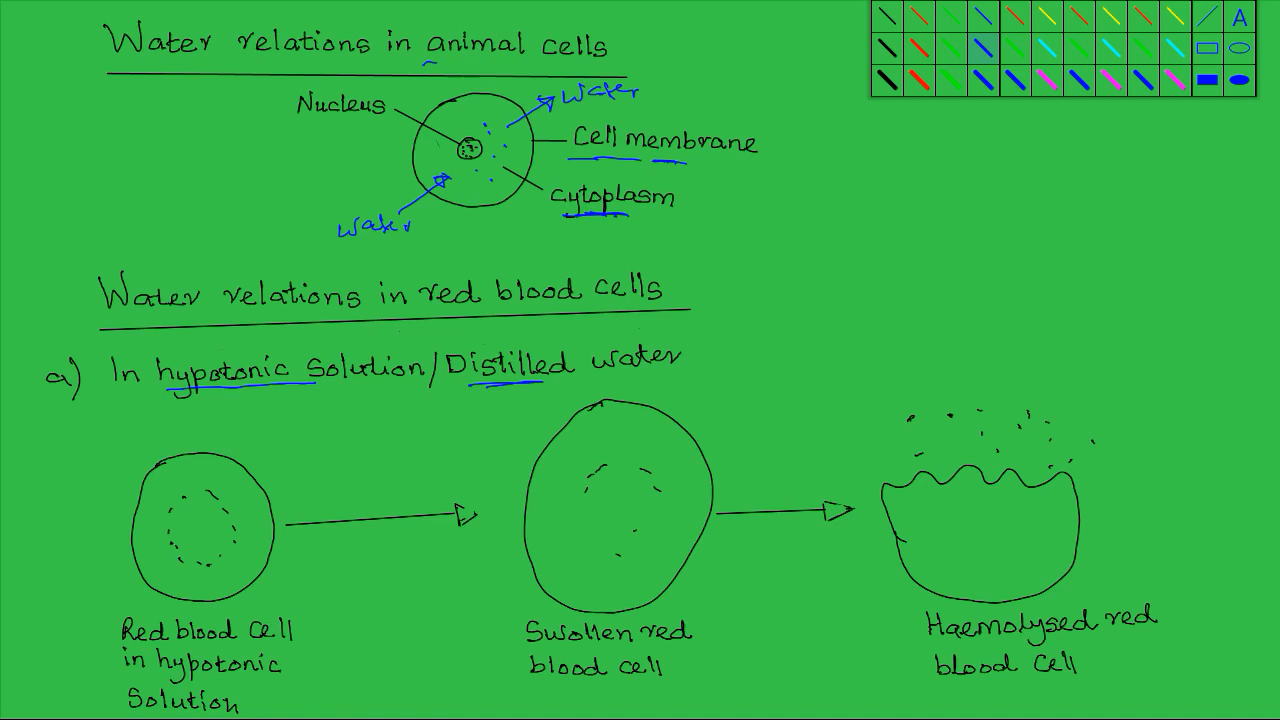 Water relations in animal cells
Nucleus
Water
Cell membrane
Cytoplasm
Water
Water relations in red blood cells
a) In hypotonic Solution/Distilled water
Red blood cell
in hypotonic
Solution
Swollen red
blood cell
Haemolysed red
blood cell
A